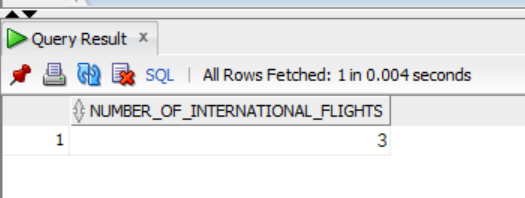 Query Result x
SQL | All Rows Fetched: 1 in 0.004 seconds
NUMBER_OF_INTERNATIONAL_FLIGHTS
1 3